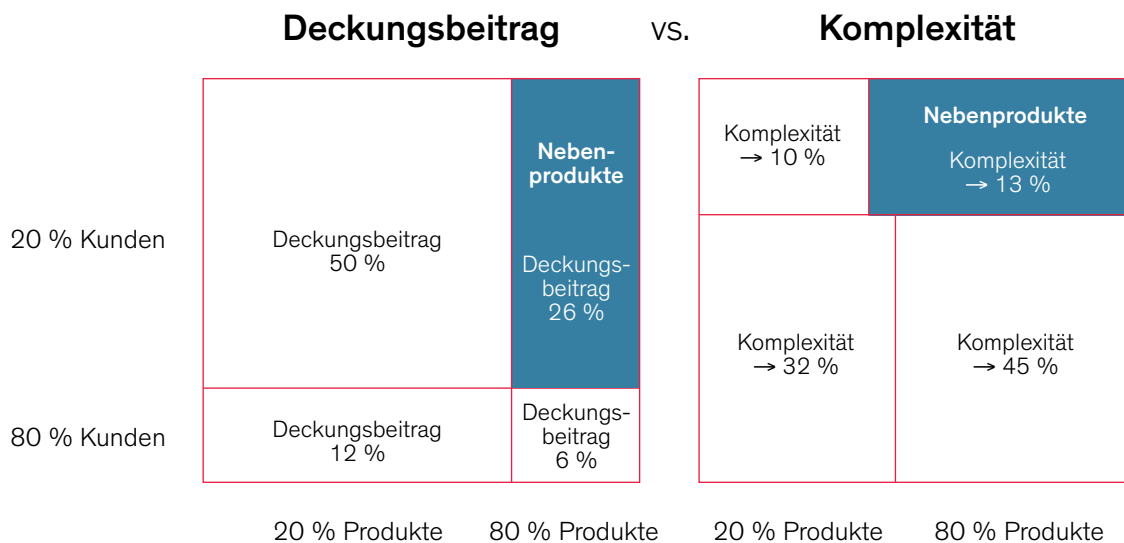 Deckungsbeitrag vs. Komplexität
20 % Kunden
80 % Kunden
Deckungsbeitrag
50 %
Neben-
produkte
Deckungs-
beitrag
26 %
Deckungsbeitrag
12 %
Deckungs-
beitrag
6 %
20 % Produkte
80 % Produkte
Komplexität
→ 10 %
Nebenprodukte
Komplexität
→ 13 %
Komplexität
→ 32 %
Komplexität
→ 45 %
20 % Produkte
80 % Produkte